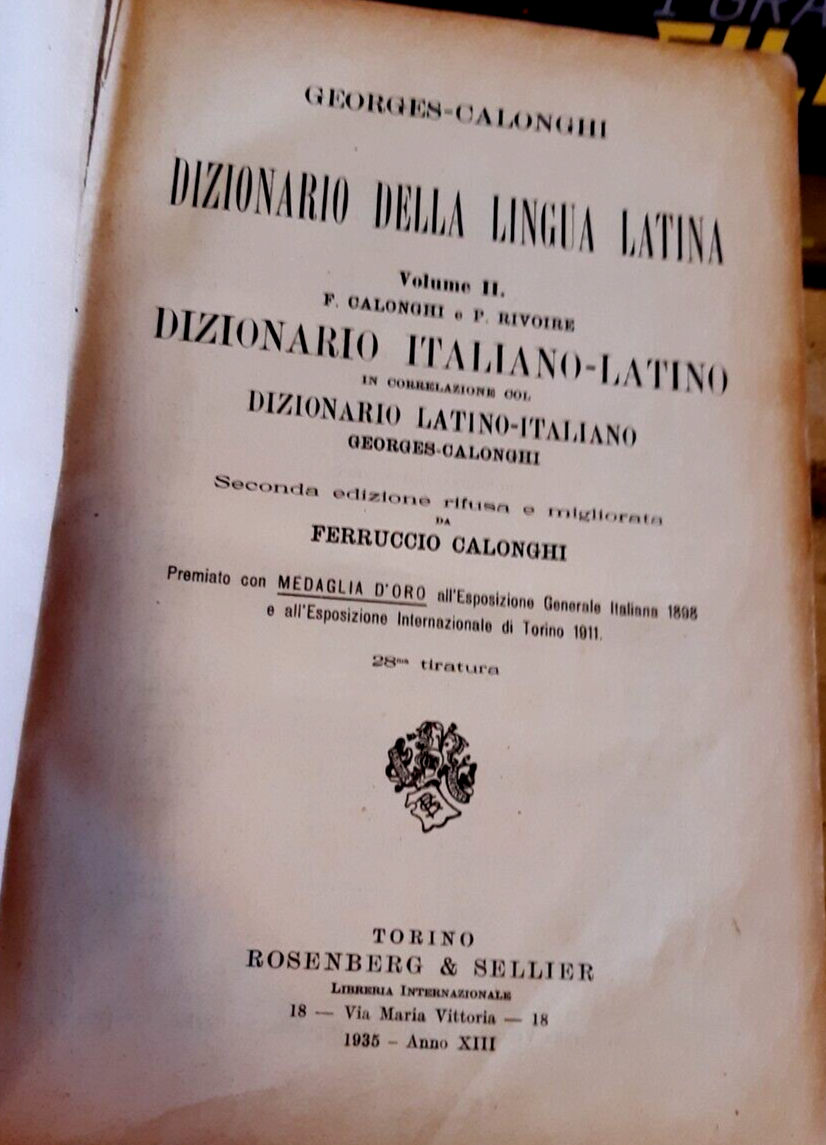 I GRA
FIL
GEORGES-CALONGHI
DIZIONARIO DELLA LINGUA LATINA
Volume II.
F. CALONGHI e P. RIVOIRE
DIZIONARIO ITALIANO-LATINO
IN CORRELAZIONE COL
DIZIONARIO LATINO-ITALIANO
GEORGES-CALONGHI
Seconda edizione rifusa e migliorata
DA
FERRUCCIO CALONGHI
Premiato con MEDAGLIA D'ORO all'Esposizione Generale Italiana 1898
e all'Esposizione Internazionale di Torino 1911.
28ma tiratura
TORINO
ROSENBERG & SELLIER
LIBRERIA INTERNAZIONALE
18 — Via Maria Vittoria — 18
1935 - Anno XIII